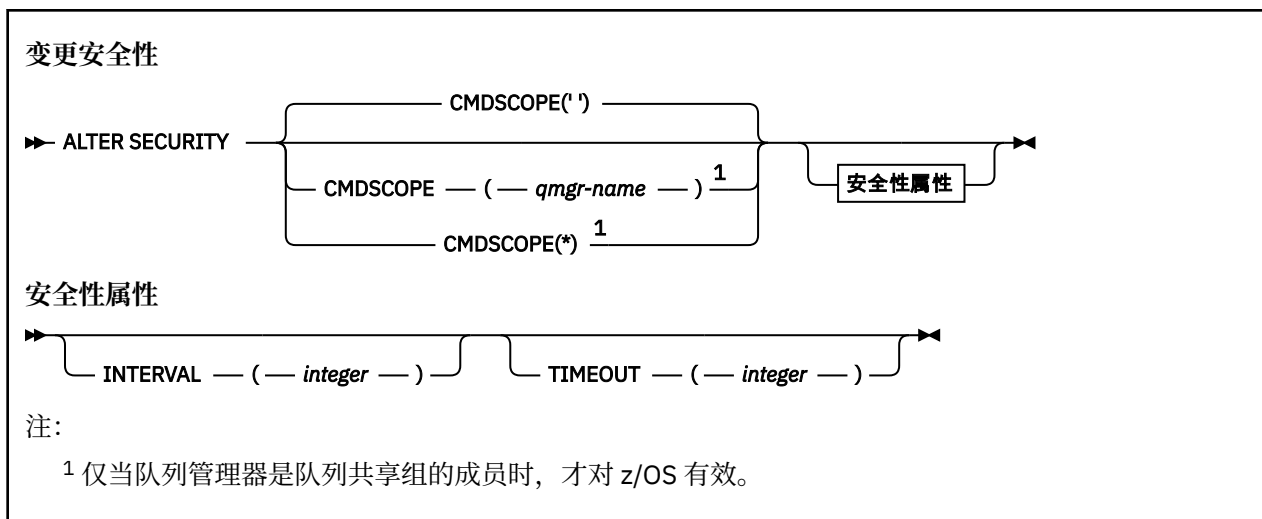 变更安全性
CMDSCOPE(' ')
ALTER SECURITY
CMDSCOPE ( qmgr-name ) 1
安全性属性
CMDSCOPE(*) 1
安全性属性
INTERVAL ( integer ) TIMEOUT ( integer )
注:
1 仅当队列管理器是队列共享组的成员时，才对 z/OS 有效。